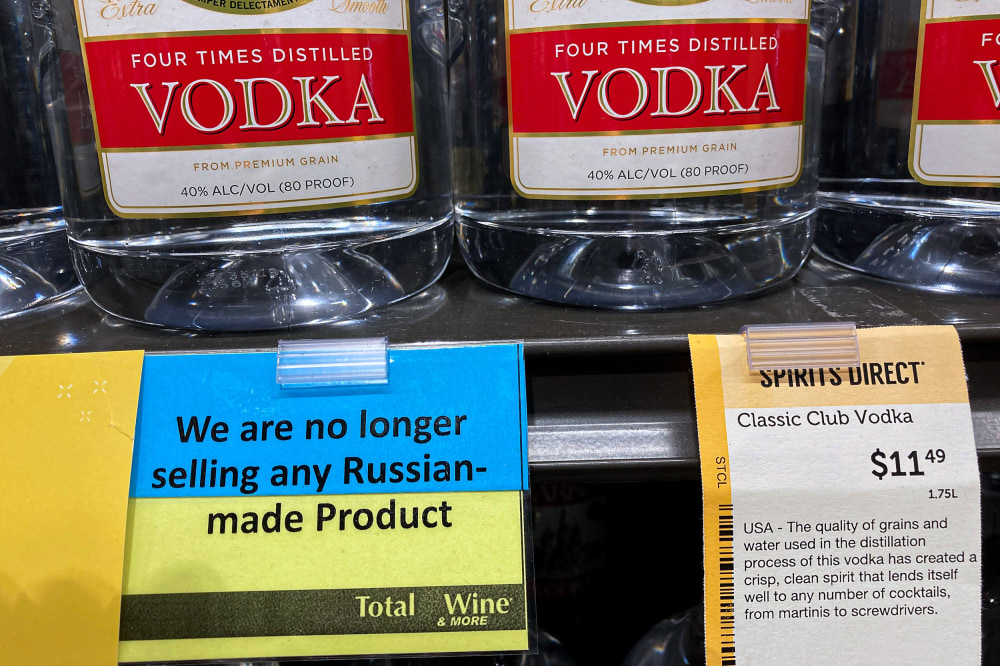 PER DELECTAMEN
Extra
Smooth
FOUR TIMES DISTILLED
VODKA
FROM PREMIUM GRAIN
40% ALC/VOL (80 PROOF)
Extra
FOUR TIMES DISTILLED
VODKA
FROM PREMIUM GRAIN
40% ALC/VOL (80 PROOF)
We are no longer
selling any Russian-
made Product
Total Wine
& MORE
SPIRITS DIRECT
Classic Club Vodka
$11.49
1.75L
STCL
USA - The quality of grains and
water used in the distillation
process of this vodka has created a
crisp, clean spirit that lends itself
well to any number of cocktails,
from martinis to screwdrivers.